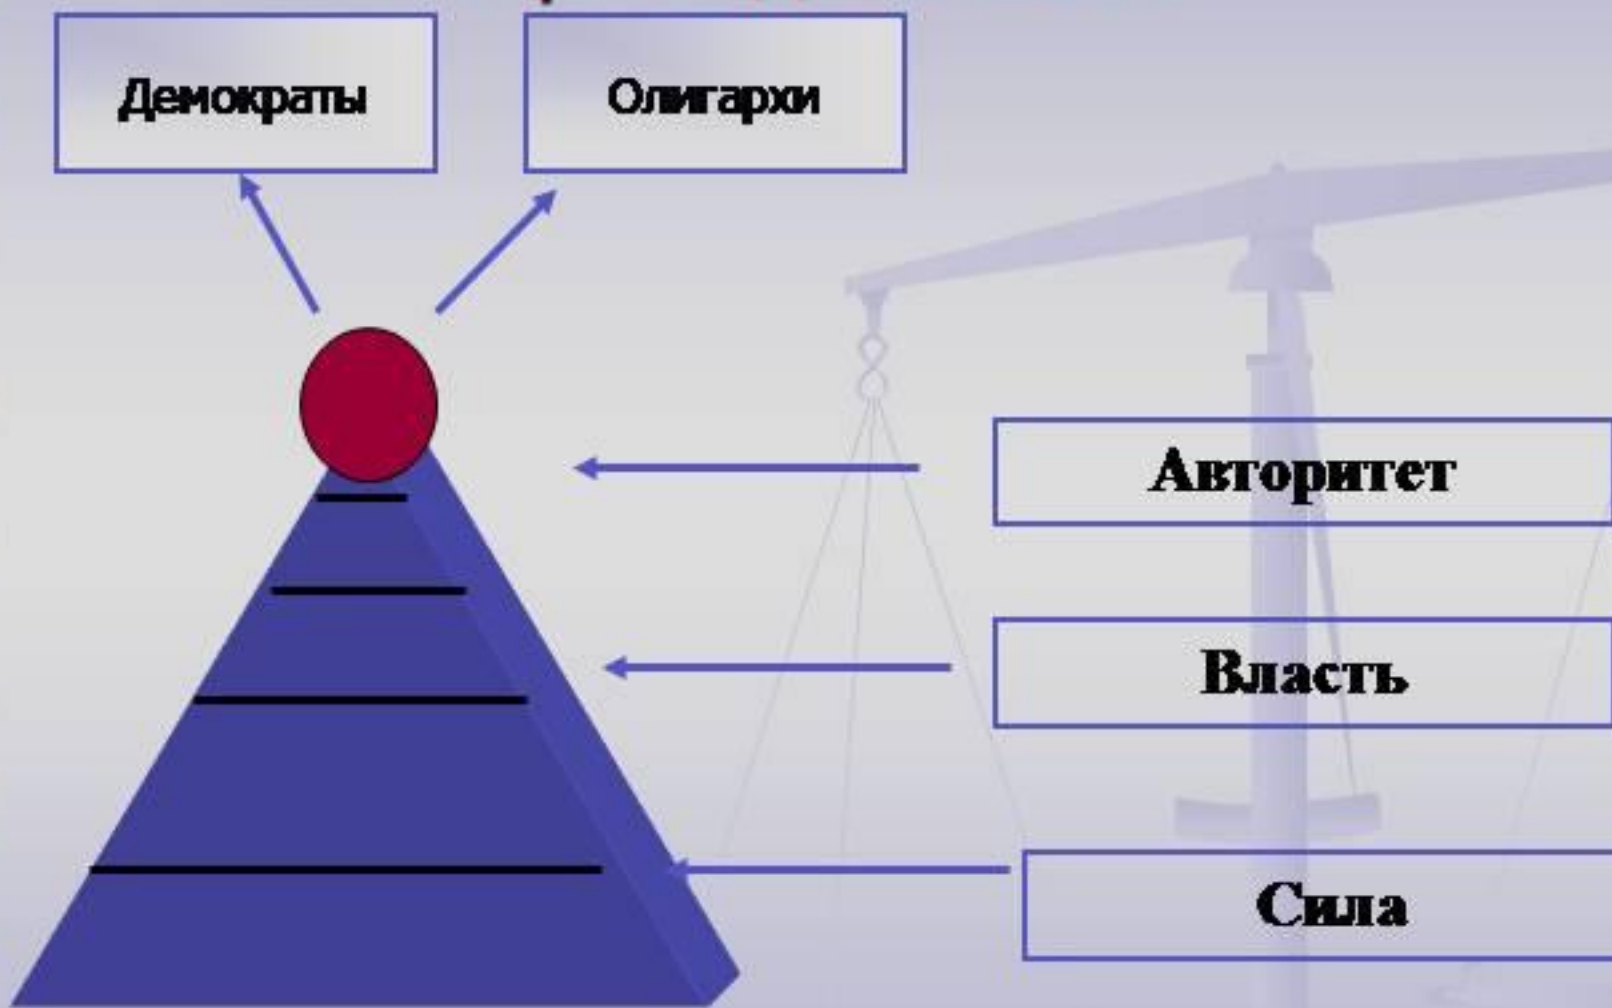 Демократы
Олигархи
Авторитет
Власть
Сила